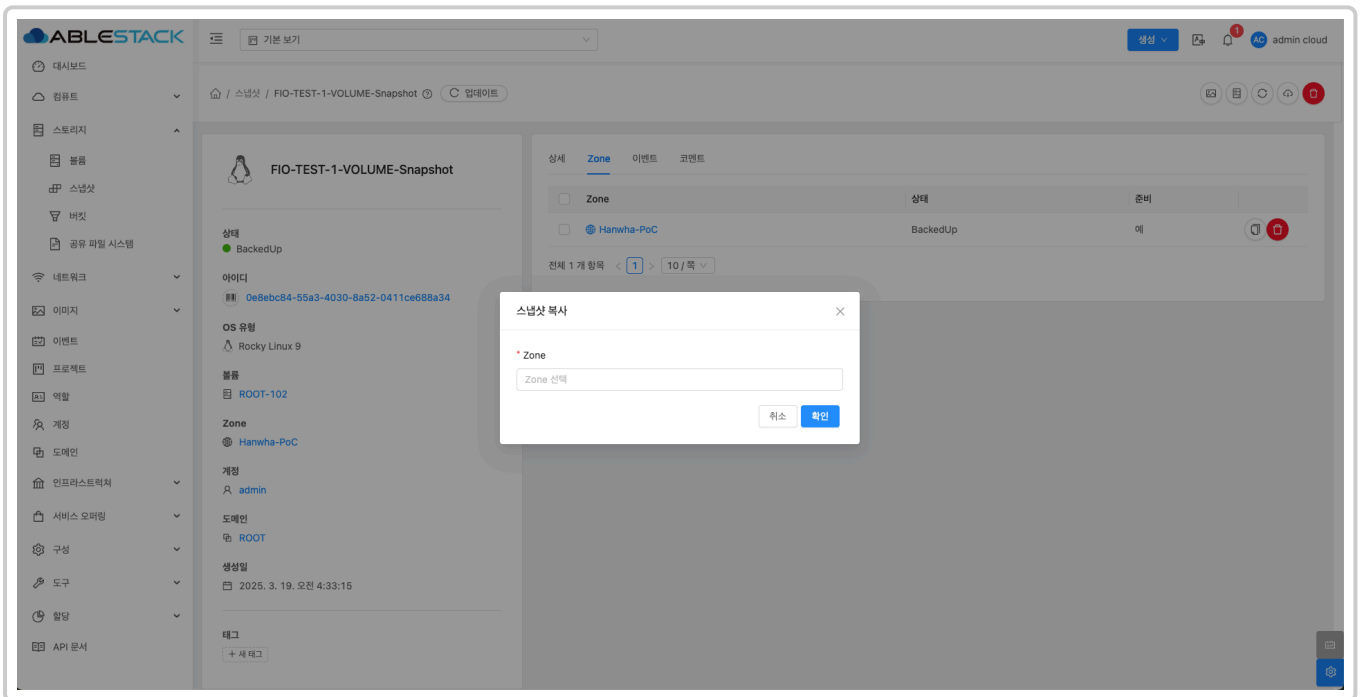 ABLESTACK
기본 보기
생성
1
AC
admin cloud
대시보드
컴퓨트
스토리지
볼륨
스냅샷
버킷
공유 파일 시스템
네트워크
이미지
이벤트
프로젝트
역할
계정
도메인
인프라스트럭쳐
서비스 오퍼링
구성
도구
할당
API 문서
/ 스냅샷 / FIO-TEST-1-VOLUME-Snapshot
업데이트
FIO-TEST-1-VOLUME-Snapshot
상태
BackedUp
아이디
0e8ebc84-55a3-4030-8a52-0411ce688a34
OS 유형
Rocky Linux 9
볼륨
ROOT-102
Zone
Hanwha-PoC
계정
admin
도메인
ROOT
생성일
2025. 3. 19. 오전 4:33:15
태그
+ 새 태그
상세 Zone 이벤트 코멘트
Zone 상태 준비
Hanwha-PoC BackedUp 예
전체 1 개 항목 < 1 > 10 / 쪽
스냅샷 복사
* Zone
Zone 선택
취소 확인